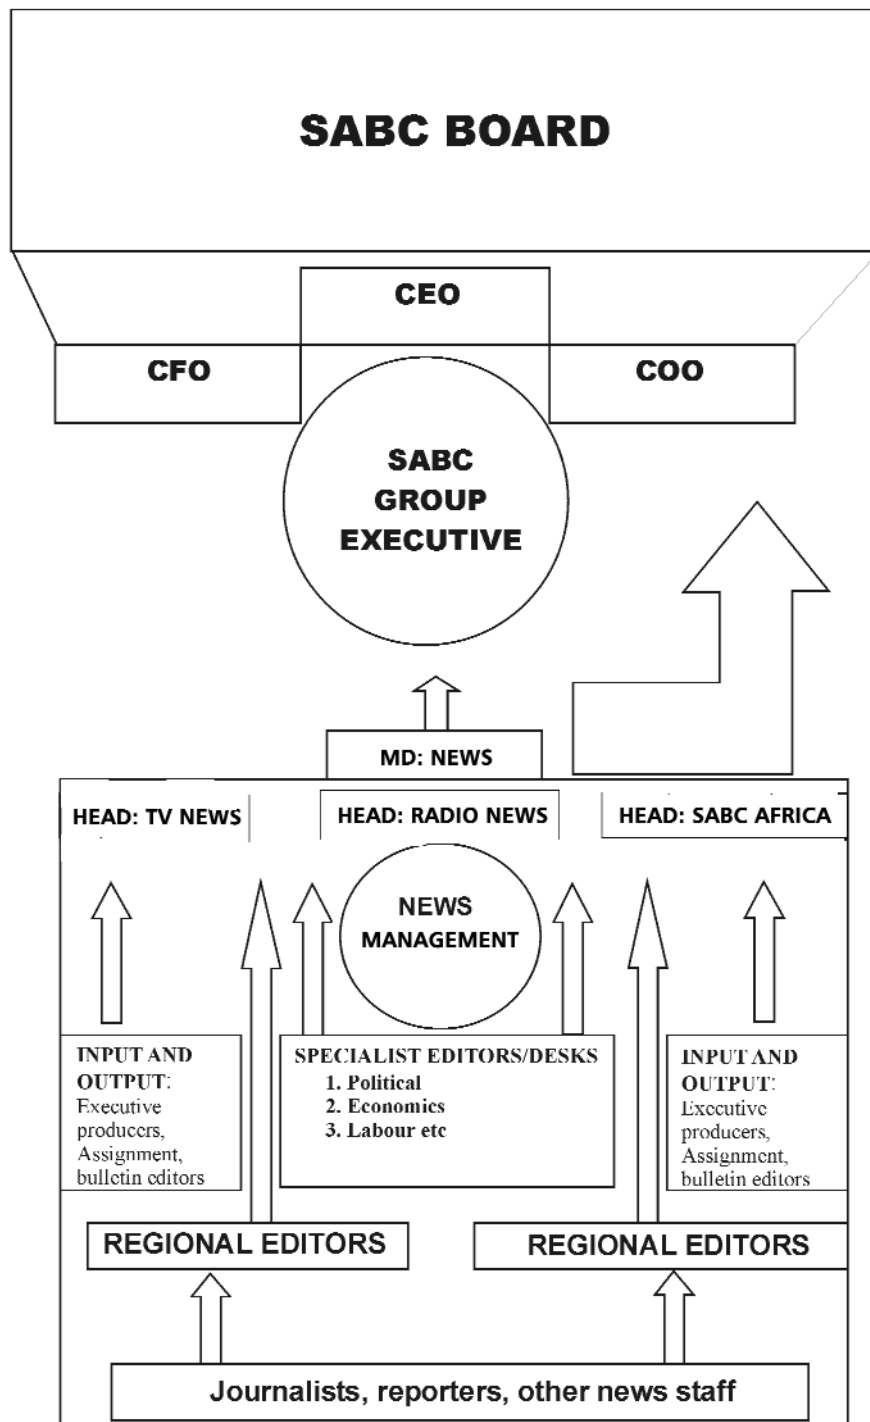 SABC BOARD
CEO
CFO
COO
SABC
GROUP
EXECUTIVE
MD: NEWS
HEAD: TV NEWS
HEAD: RADIO NEWS
HEAD: SABC AFRICA
NEWS
MANAGEMENT
INPUT AND
OUTPUT:
Executive
producers,
Assignment,
bulletin editors
SPECIALIST EDITORS/DESKS
1. Political
2. Economics
3. Labour etc
INPUT AND
OUTPUT:
Executive
producers,
Assignment,
bulletin editors
REGIONAL EDITORS
REGIONAL EDITORS
Journalists, reporters, other news staff